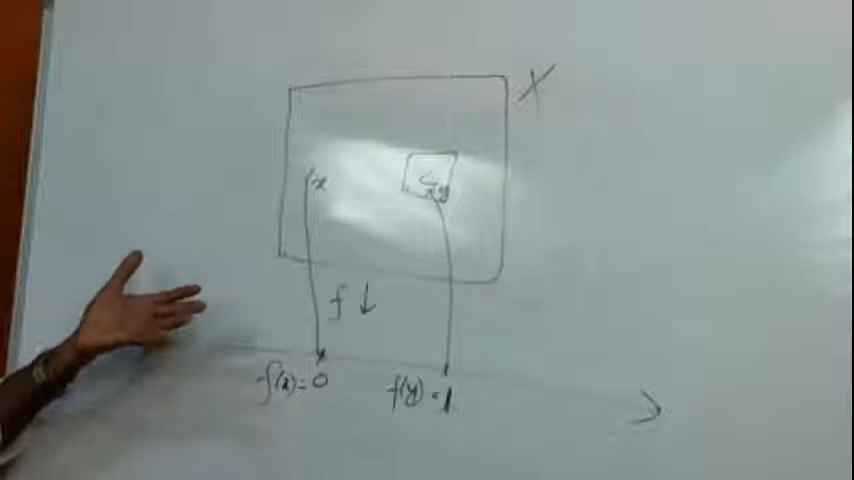 X
x
C
y
f ↓
f(x) = 0
f(y) = 1